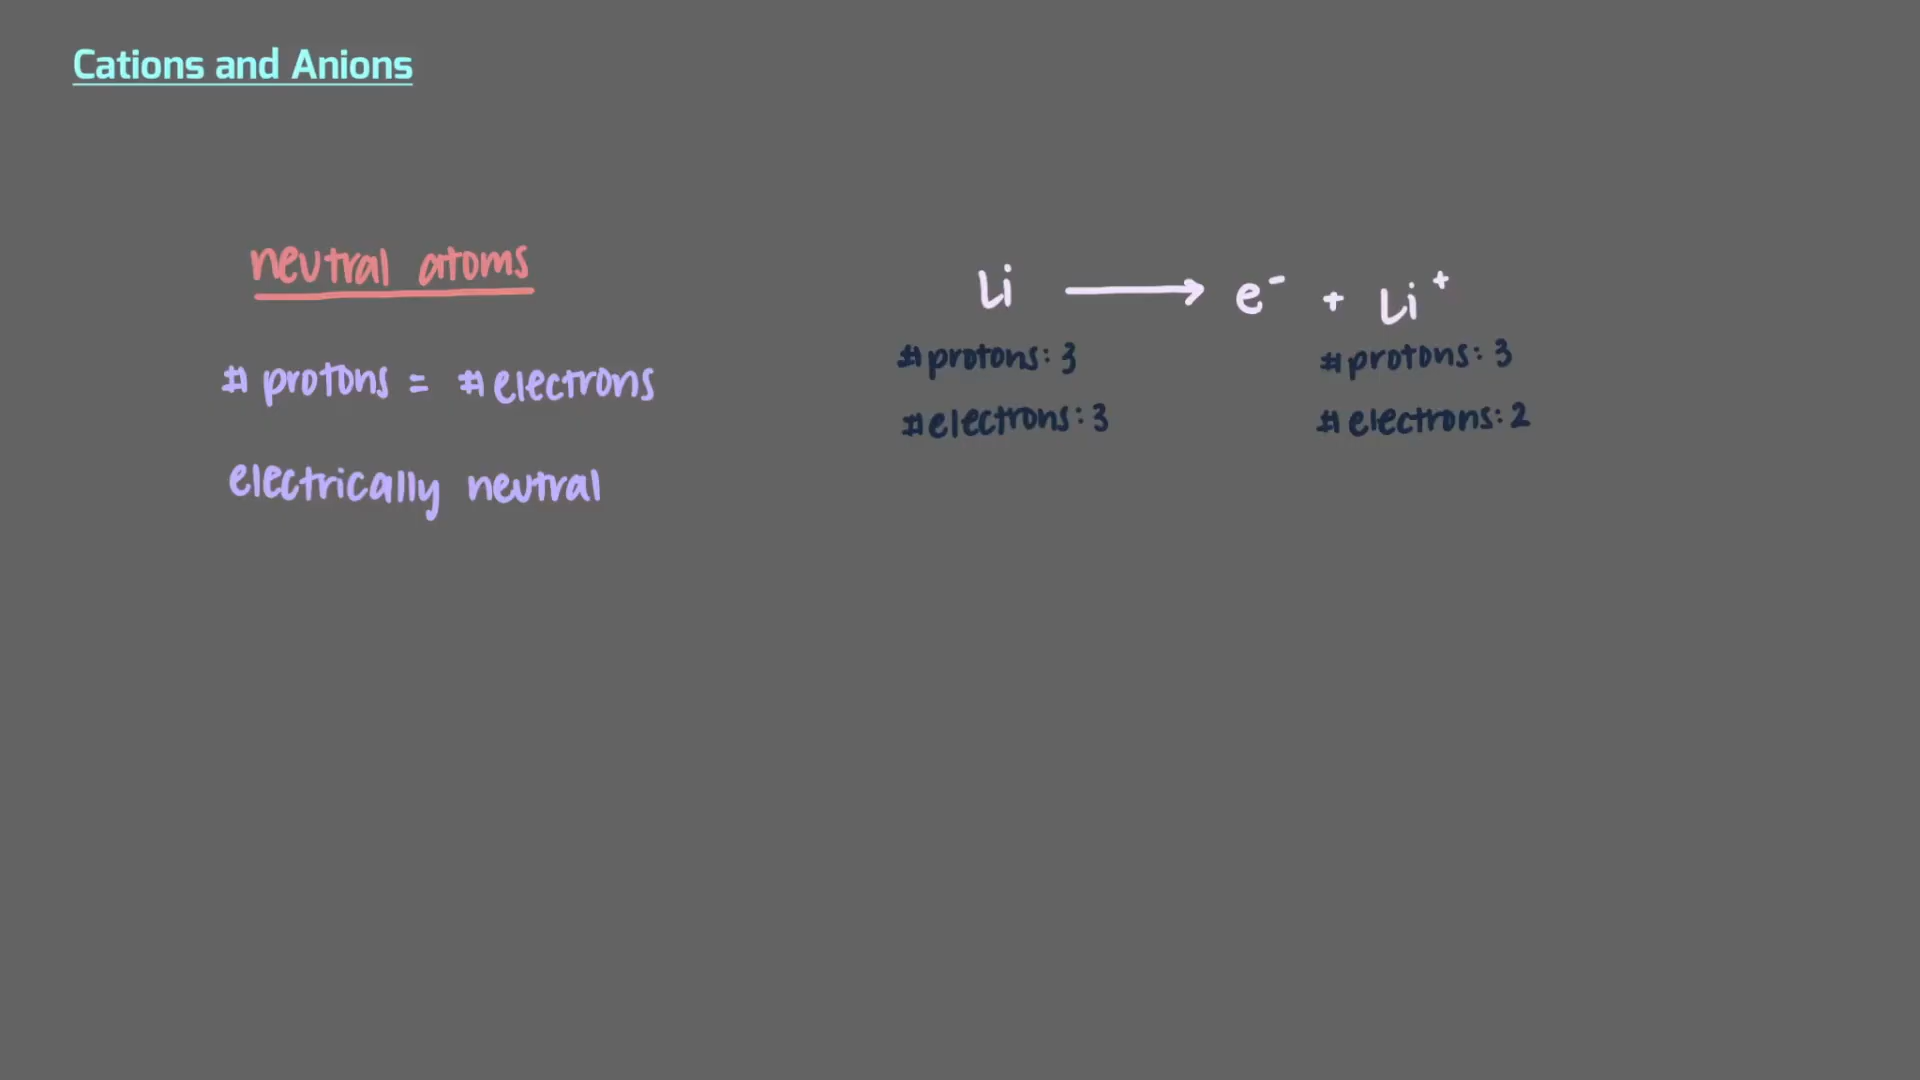 Cations and Anions
neutral atoms
# protons = # electrons
electrically neutral
Li ⟶ e⁻ + Li⁺
# protons: 3
# electrons: 3
# protons: 3
# electrons: 2